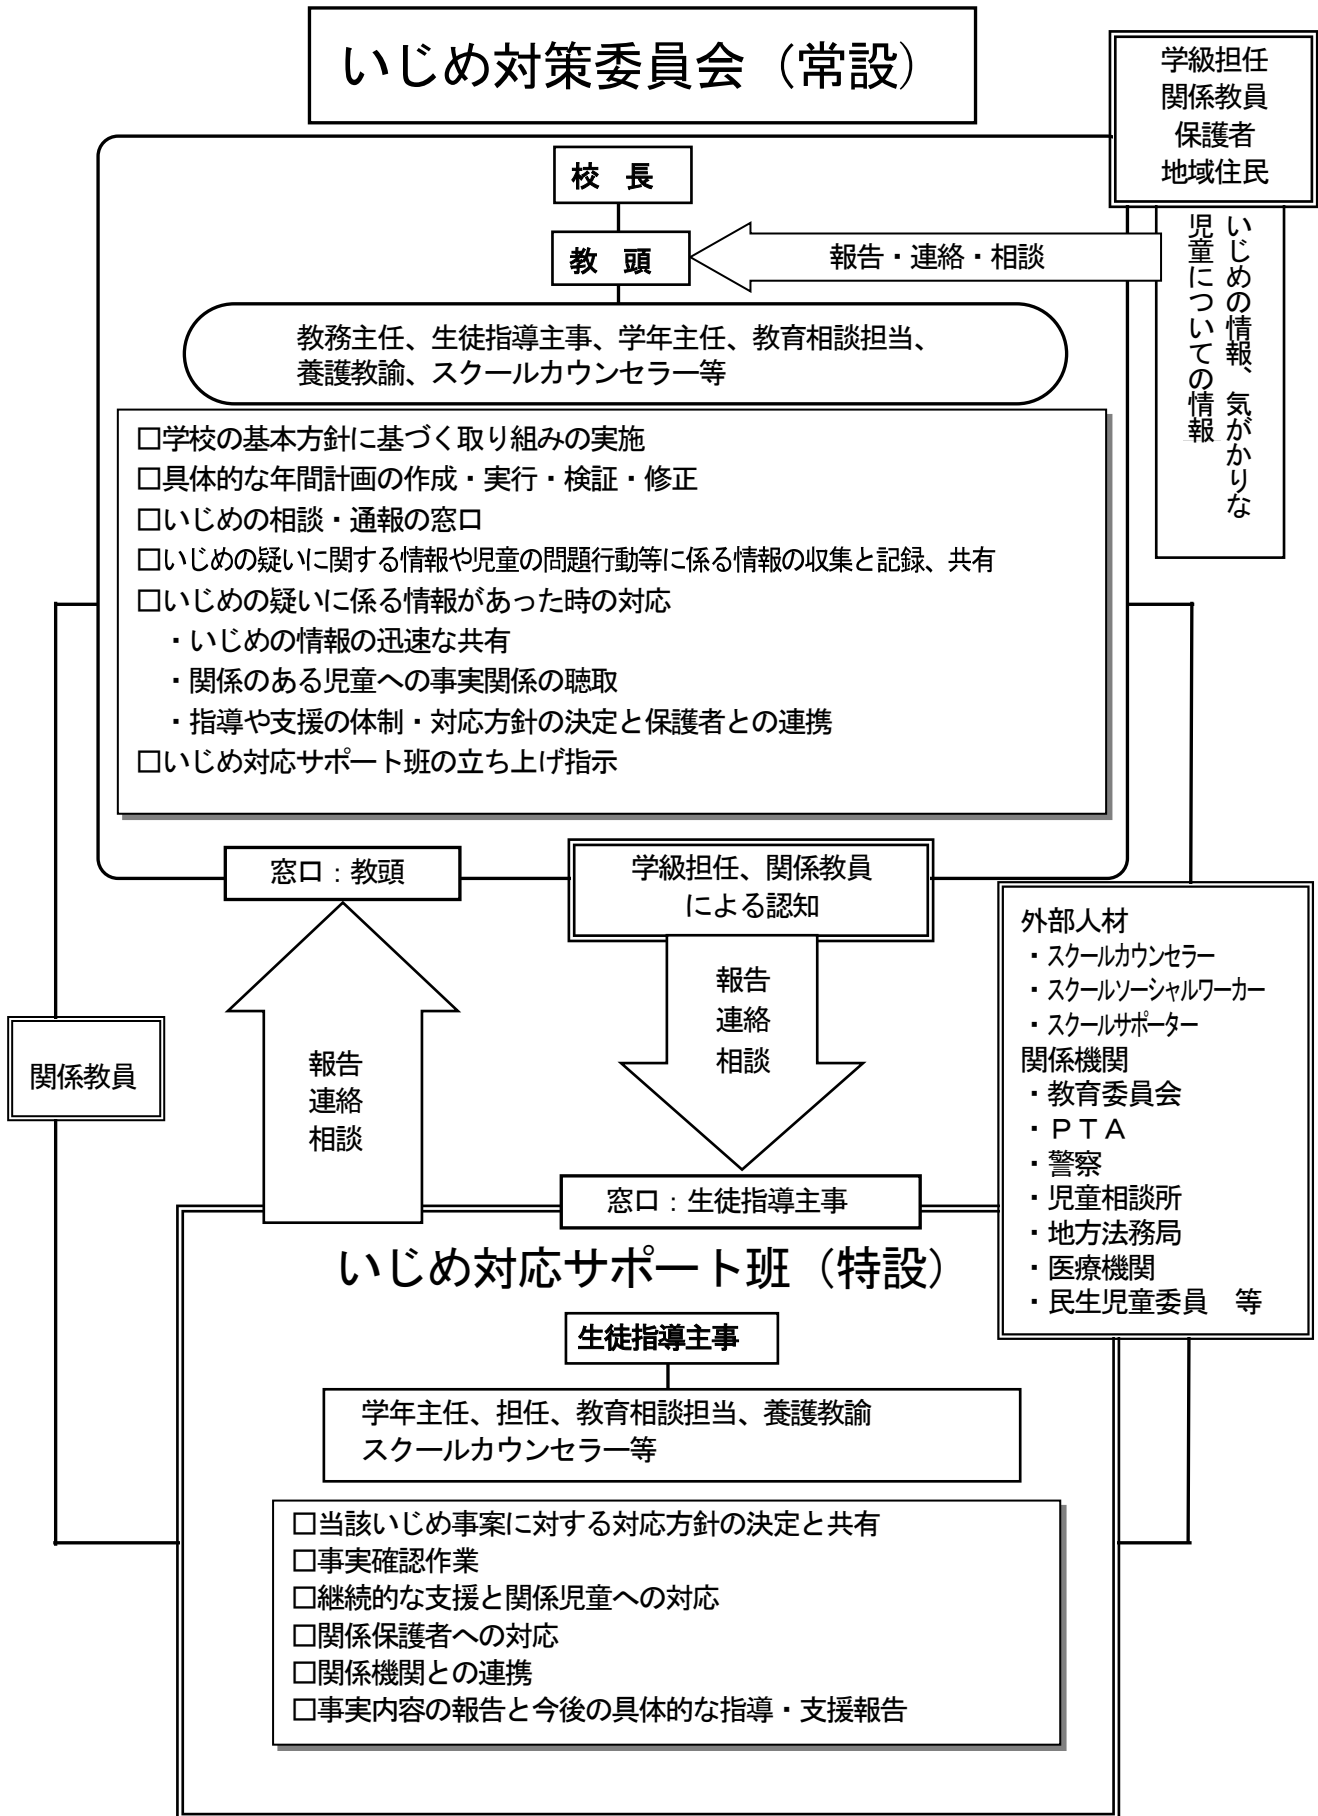 いじめ対策委員会（常設）
学級担任
関係教員
保護者
地域住民
校　長
教　頭
報告・連絡・相談
いじめの情報、気がかりな
児童についての情報
教務主任、生徒指導主事、学年主任、教育相談担当、
養護教諭、スクールカウンセラー等
□学校の基本方針に基づく取り組みの実施
□具体的な年間計画の作成・実行・検証・修正
□いじめの相談・通報の窓口
□いじめの疑いに関する情報や児童の問題行動等に係る情報の収集と記録、共有
□いじめの疑いに係る情報があった時の対応
・いじめの情報の迅速な共有
・関係のある児童への事実関係の聴取
・指導や支援の体制・対応方針の決定と保護者との連携
□いじめ対応サポート班の立ち上げ指示
窓口：教頭
学級担任、関係教員
による認知
報告
連絡
相談
報告
連絡
相談
関係教員
外部人材
・スクールカウンセラー
・スクールソーシャルワーカー
・スクールサポーター
関係機関
・教育委員会
・ＰＴＡ
・警察
・児童相談所
・地方法務局
・医療機関
・民生児童委員　等
窓口：生徒指導主事
いじめ対応サポート班（特設）
生徒指導主事
学年主任、担任、教育相談担当、養護教諭
スクールカウンセラー等
□当該いじめ事案に対する対応方針の決定と共有
□事実確認作業
□継続的な支援と関係児童への対応
□関係保護者への対応
□関係機関との連携
□事実内容の報告と今後の具体的な指導・支援報告